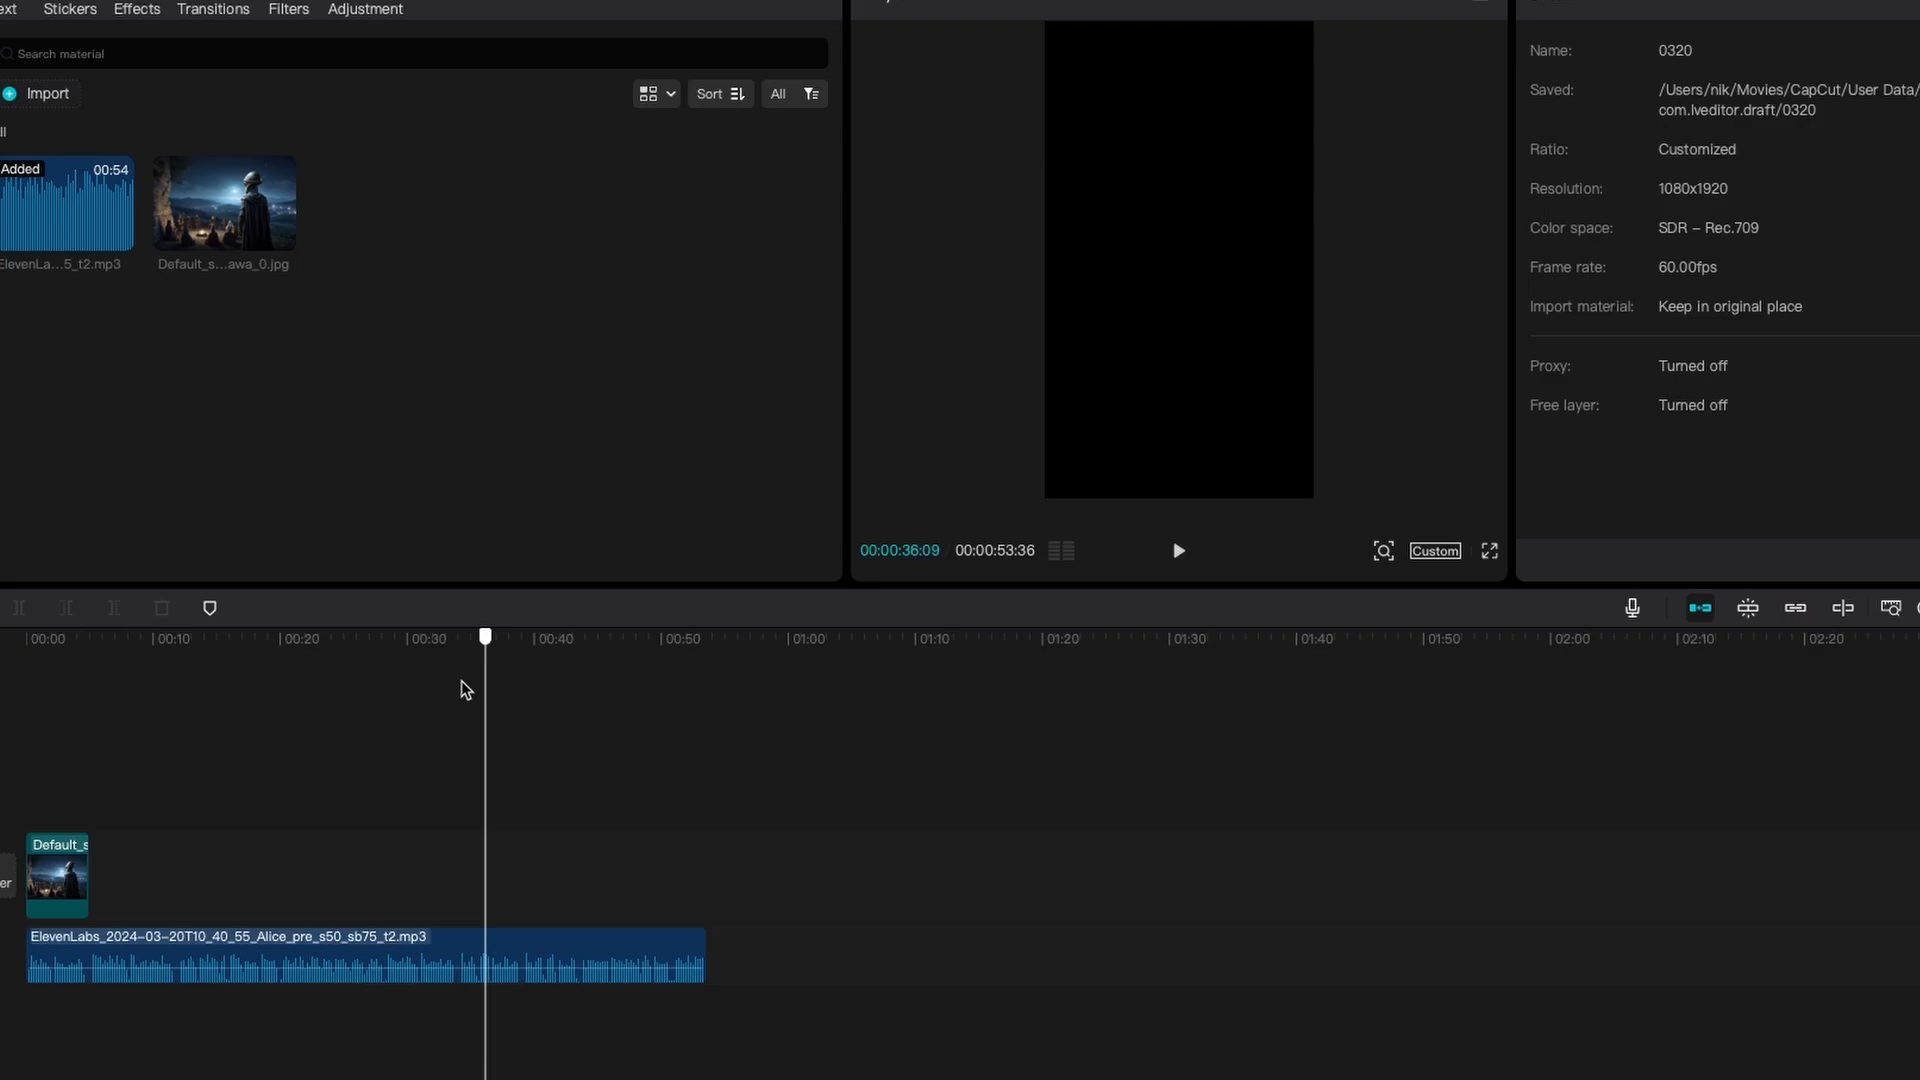 ext Stickers Effects Transitions Filters Adjustment
Search material
Import
Sort
All
ll
Added 00:54
ElevenLa...5_t2.mp3
Default_s...awa_0.jpg
00:00:36:09 00:00:53:36
Custom
Name: 0320
Saved: /Users/nik/Movies/CapCut/User Data/
com.lveditor.draft/0320
Ratio: Customized
Resolution: 1080x1920
Color space: SDR – Rec.709
Frame rate: 60.00fps
Import material: Keep in original place
Proxy: Turned off
Free layer: Turned off
00:00 00:10 00:20 00:30 00:40 00:50 01:00 01:10 01:20 01:30 01:40 01:50 02:00 02:10 02:20
Default_s
er
ElevenLabs_2024-03-20T10_40_55_Alice_pre_s50_sb75_t2.mp3